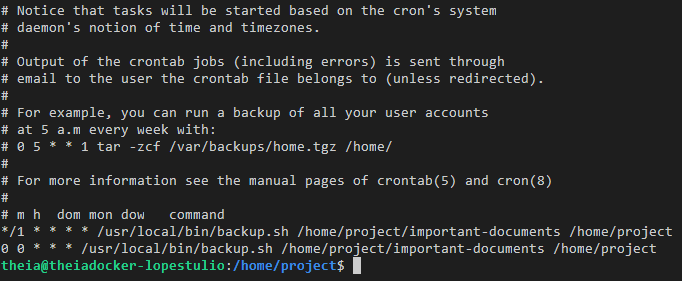 # Notice that tasks will be started based on the cron's system
# daemon's notion of time and timezones.
#
# Output of the crontab jobs (including errors) is sent through
# email to the user the crontab file belongs to (unless redirected).
#
# For example, you can run a backup of all your user accounts
# at 5 a.m every week with:
# 0 5 * * 1 tar -zcf /var/backups/home.tgz /home/
#
# For more information see the manual pages of crontab(5) and cron(8)
#
# m h  dom mon dow   command
*/1 * * * * /usr/local/bin/backup.sh /home/project/important-documents /home/project
0 0 * * * /usr/local/bin/backup.sh /home/project/important-documents /home/project
theia@theiadocker-lopestulio:/home/project$